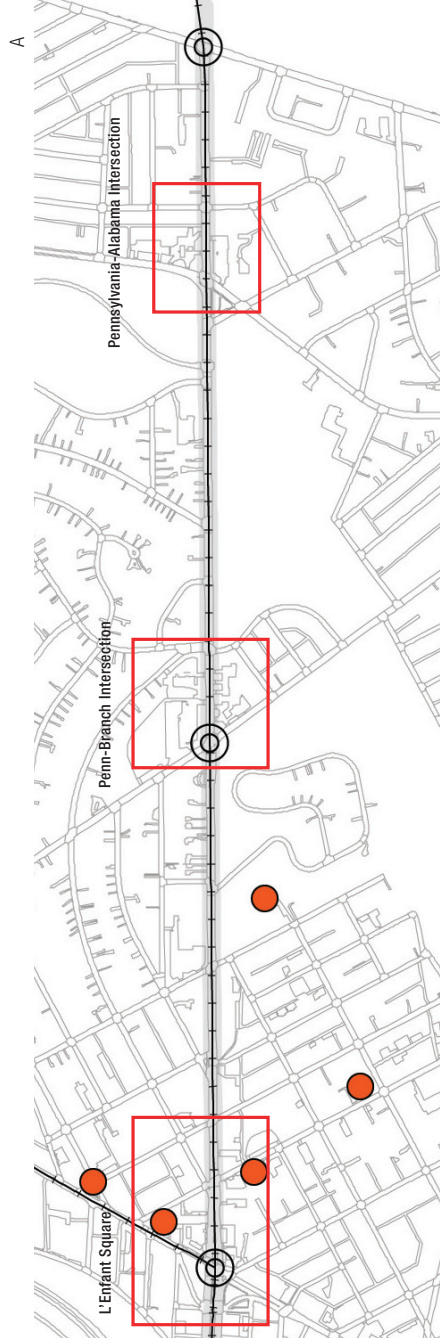 A
Pennsylvania-Alabama Intersection
Penn-Branch Intersection
L'Enfant Square